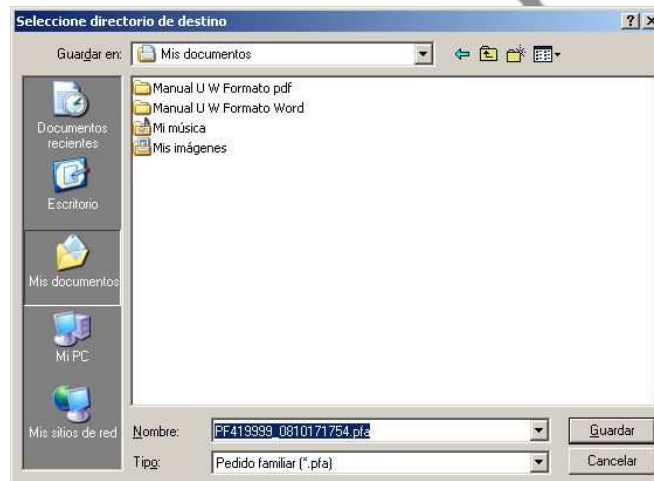 Seleccione directorio de destino
Guardar en: Mis documentos
Manual U W Formato pdf
Manual U W Formato Word
Mi música
Mis imágenes
Documentos
recientes
Escritorio
Mis documentos
Mi PC
Mis sitios de red
Nombre: PF419999_0810171754.pfa
Guardar
Tipo: Pedido familiar (*.pfa)
Cancelar